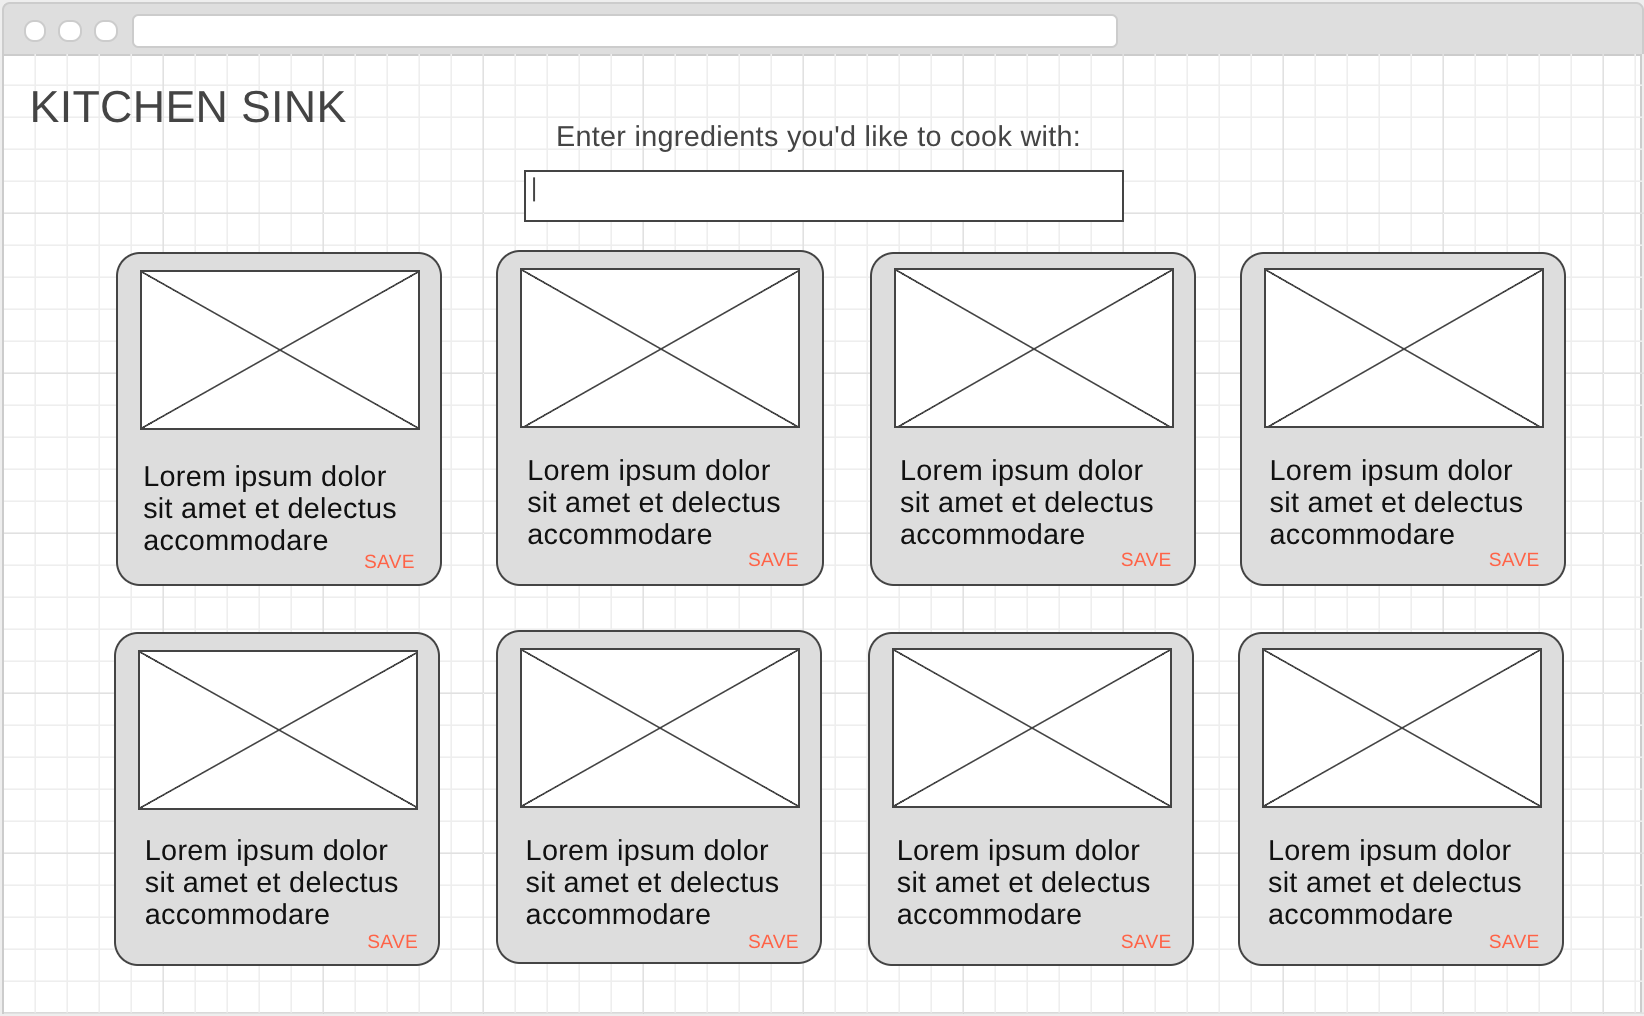 KITCHEN SINK
Enter ingredients you'd like to cook with:
Lorem ipsum dolor
sit amet et delectus
accommodare
SAVE
Lorem ipsum dolor
sit amet et delectus
accommodare
SAVE
Lorem ipsum dolor
sit amet et delectus
accommodare
SAVE
Lorem ipsum dolor
sit amet et delectus
accommodare
SAVE
Lorem ipsum dolor
sit amet et delectus
accommodare
SAVE
Lorem ipsum dolor
sit amet et delectus
accommodare
SAVE
Lorem ipsum dolor
sit amet et delectus
accommodare
SAVE
Lorem ipsum dolor
sit amet et delectus
accommodare
SAVE